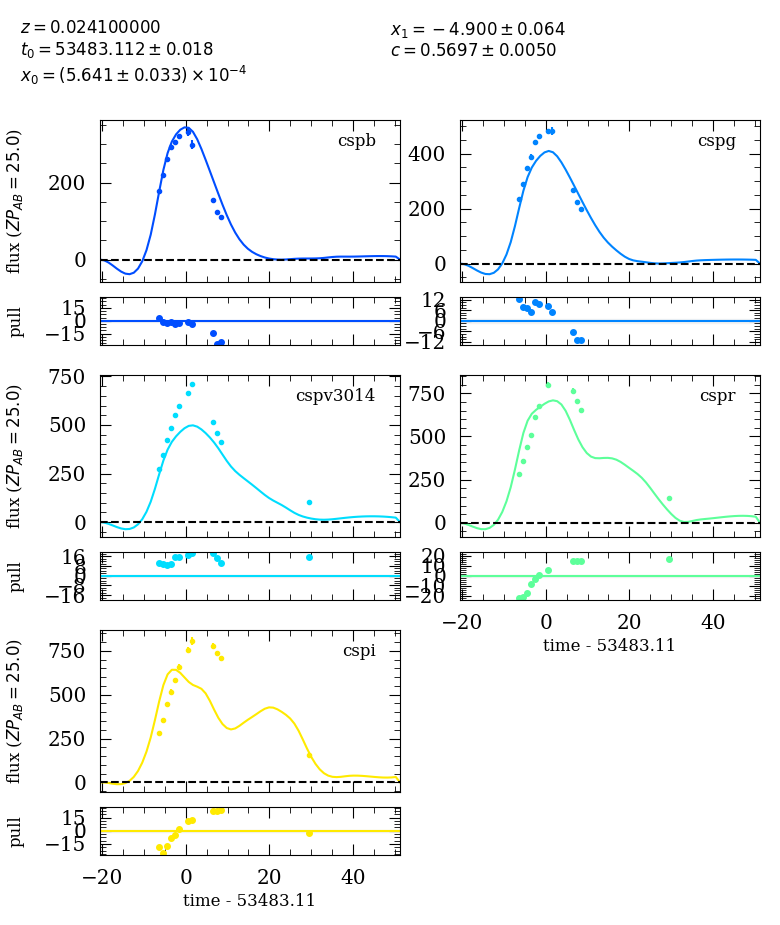 z = 0.024100000
t₀ = 53483.112 ± 0.018
x₀ = (5.641 ± 0.033) × 10⁻⁴
x₁ = −4.900 ± 0.064
c = 0.5697 ± 0.0050
flux (ZP_AB = 25.0)
200
0
cspb
400
200
0
cspg
pull
15
0
−15
12
6
0
−6
−12
flux (ZP_AB = 25.0)
750
500
250
0
cspv3014
750
500
250
0
cspr
pull
16
8
0
−8
−16
20
10
0
−10
−20
−20 0 20 40
time - 53483.11
flux (ZP_AB = 25.0)
750
500
250
0
cspi
pull
15
0
−15
−20 0 20 40
time - 53483.11